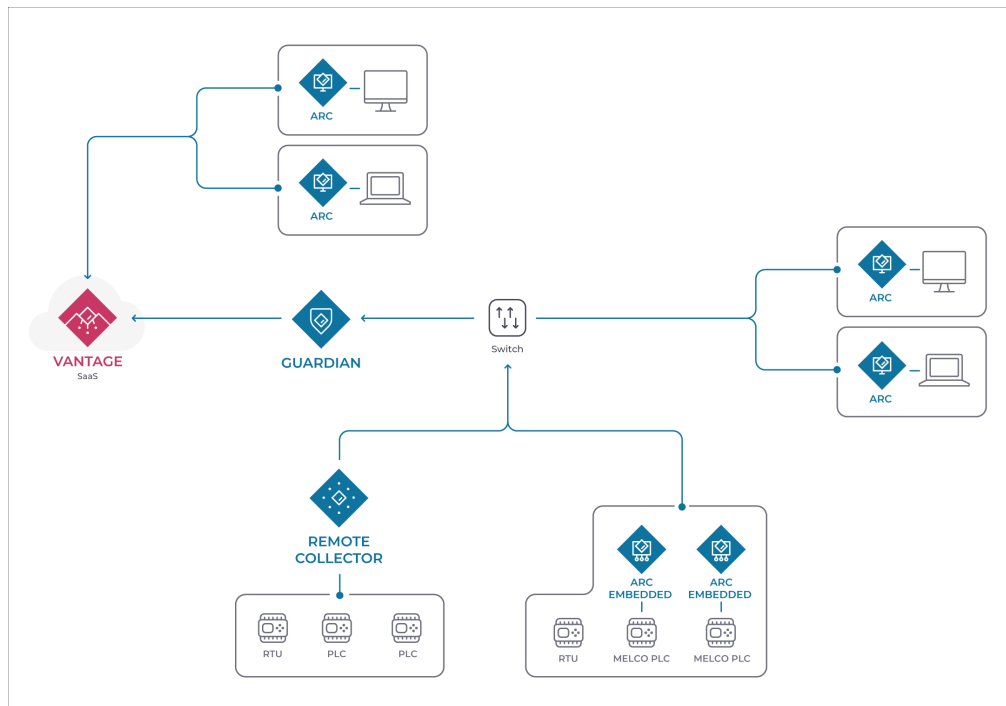 ARC
ARC
ARC
ARC
VANTAGE
SaaS
GUARDIAN
Switch
REMOTE
COLLECTOR
RTU
PLC
PLC
ARC
EMBEDDED
ARC
EMBEDDED
RTU
MELCO PLC
MELCO PLC